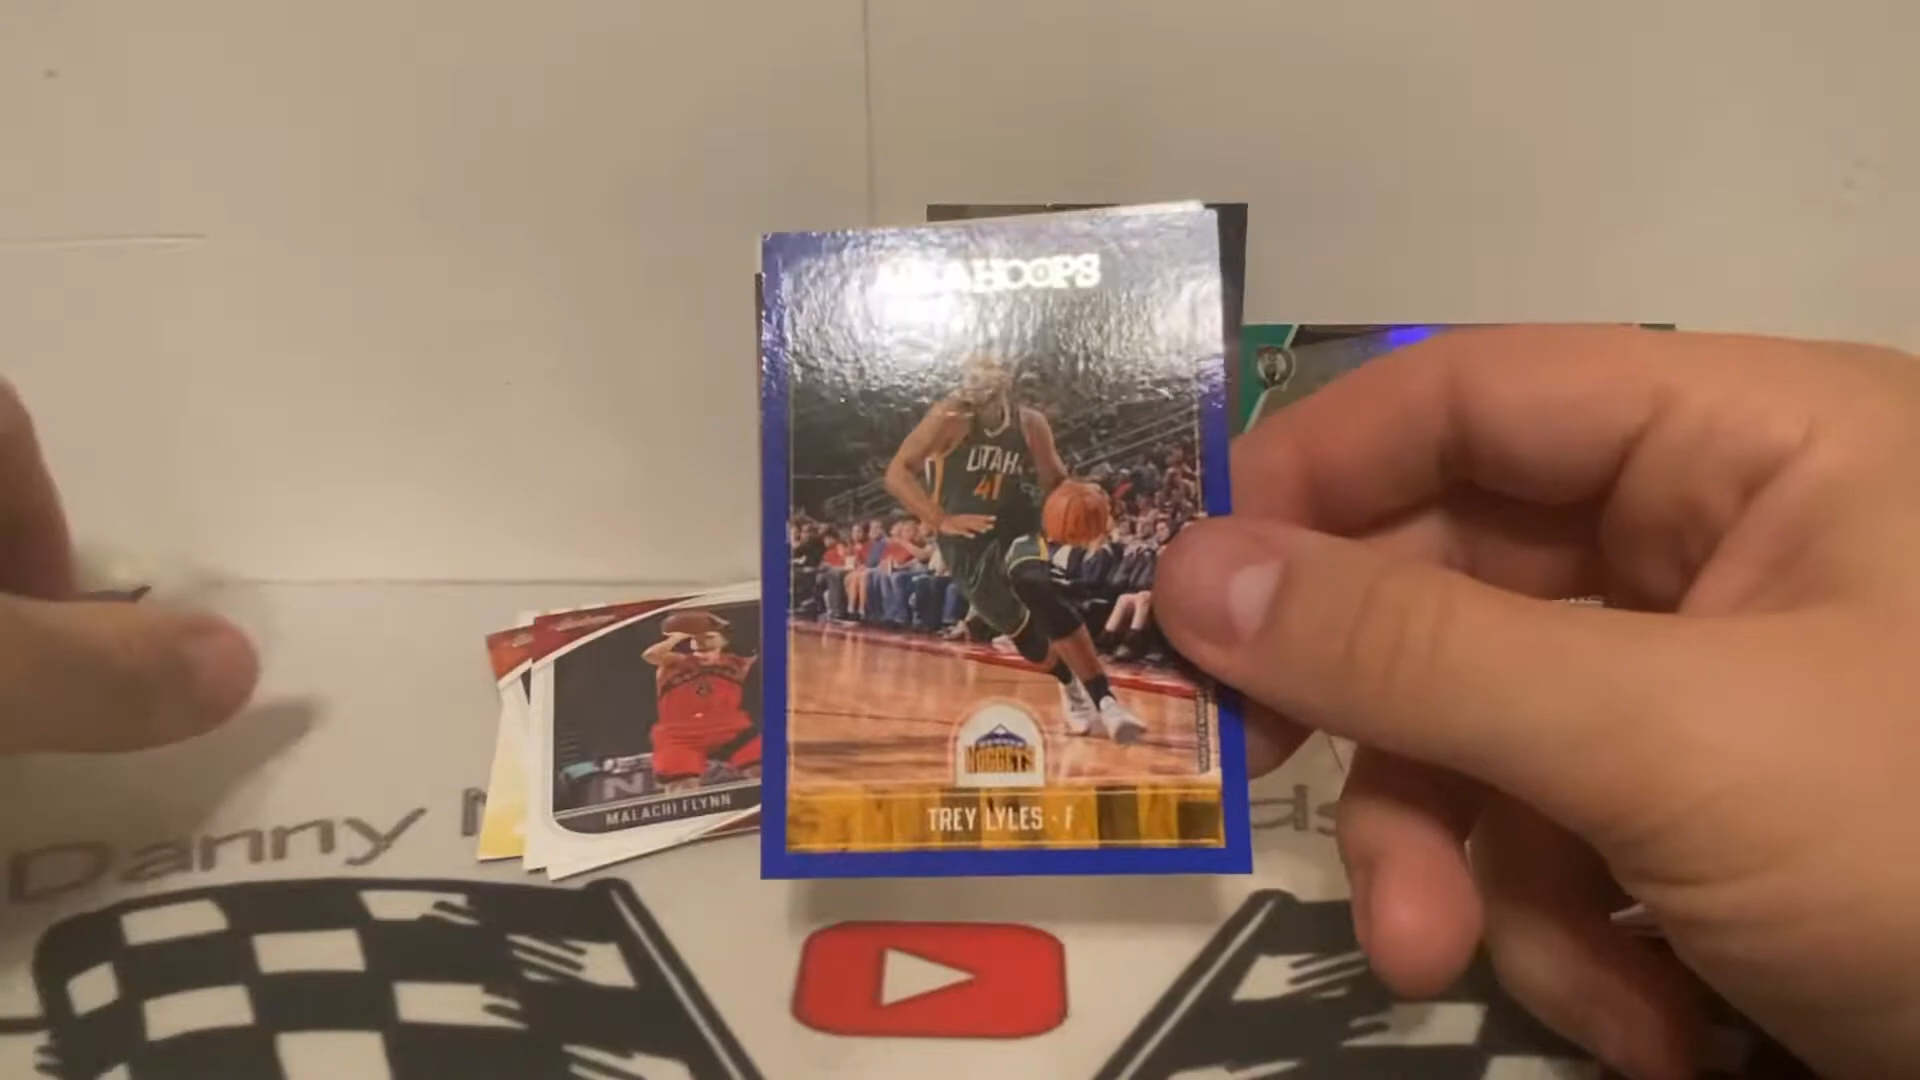 HOOPS
UTAH
41
NUGGETS
TREY LYLES · F
MALACHI FLYNN
Danny